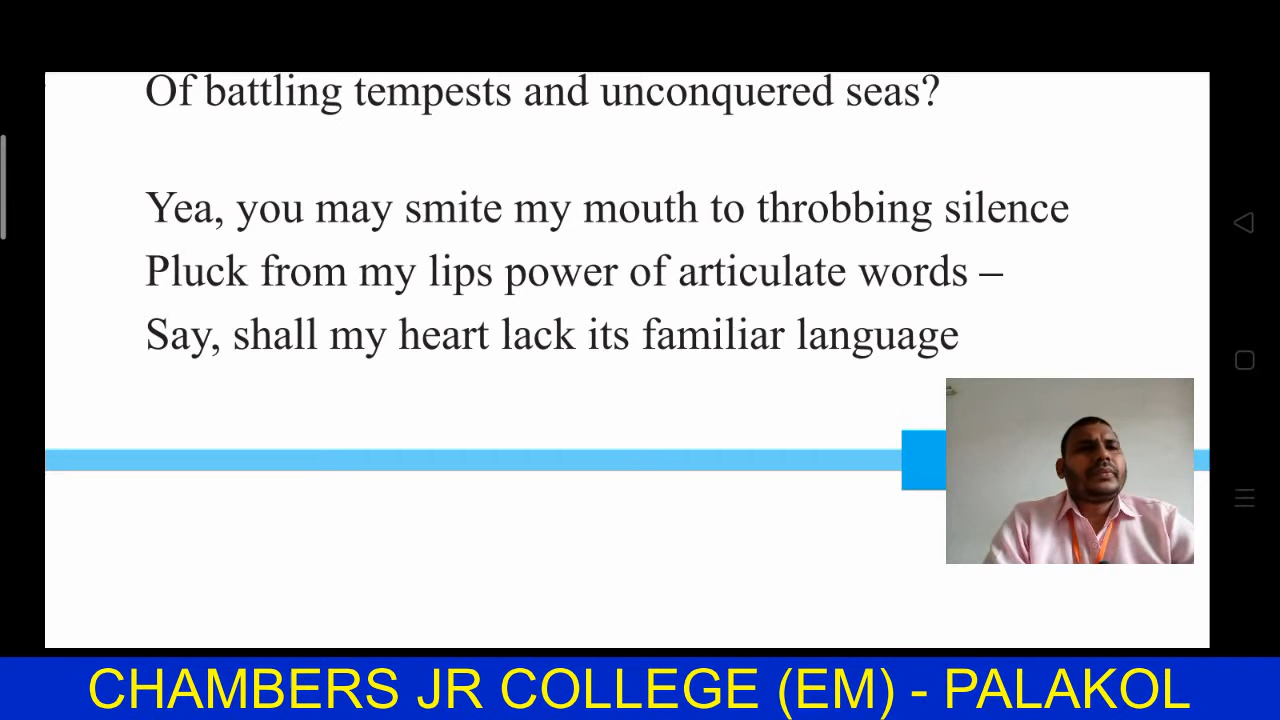 Of battling tempests and unconquered seas?
Yea, you may smite my mouth to throbbing silence
Pluck from my lips power of articulate words –
Say, shall my heart lack its familiar language
CHAMBERS JR COLLEGE (EM) - PALAKOL